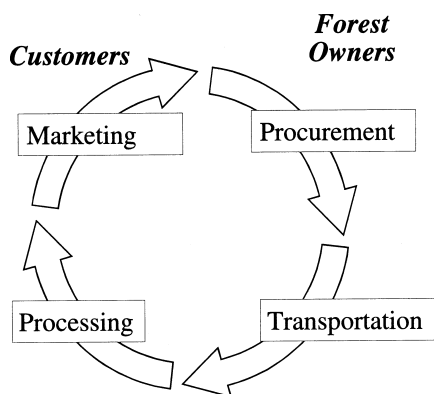 Customers
Forest
Owners
Marketing
Procurement
Processing
Transportation